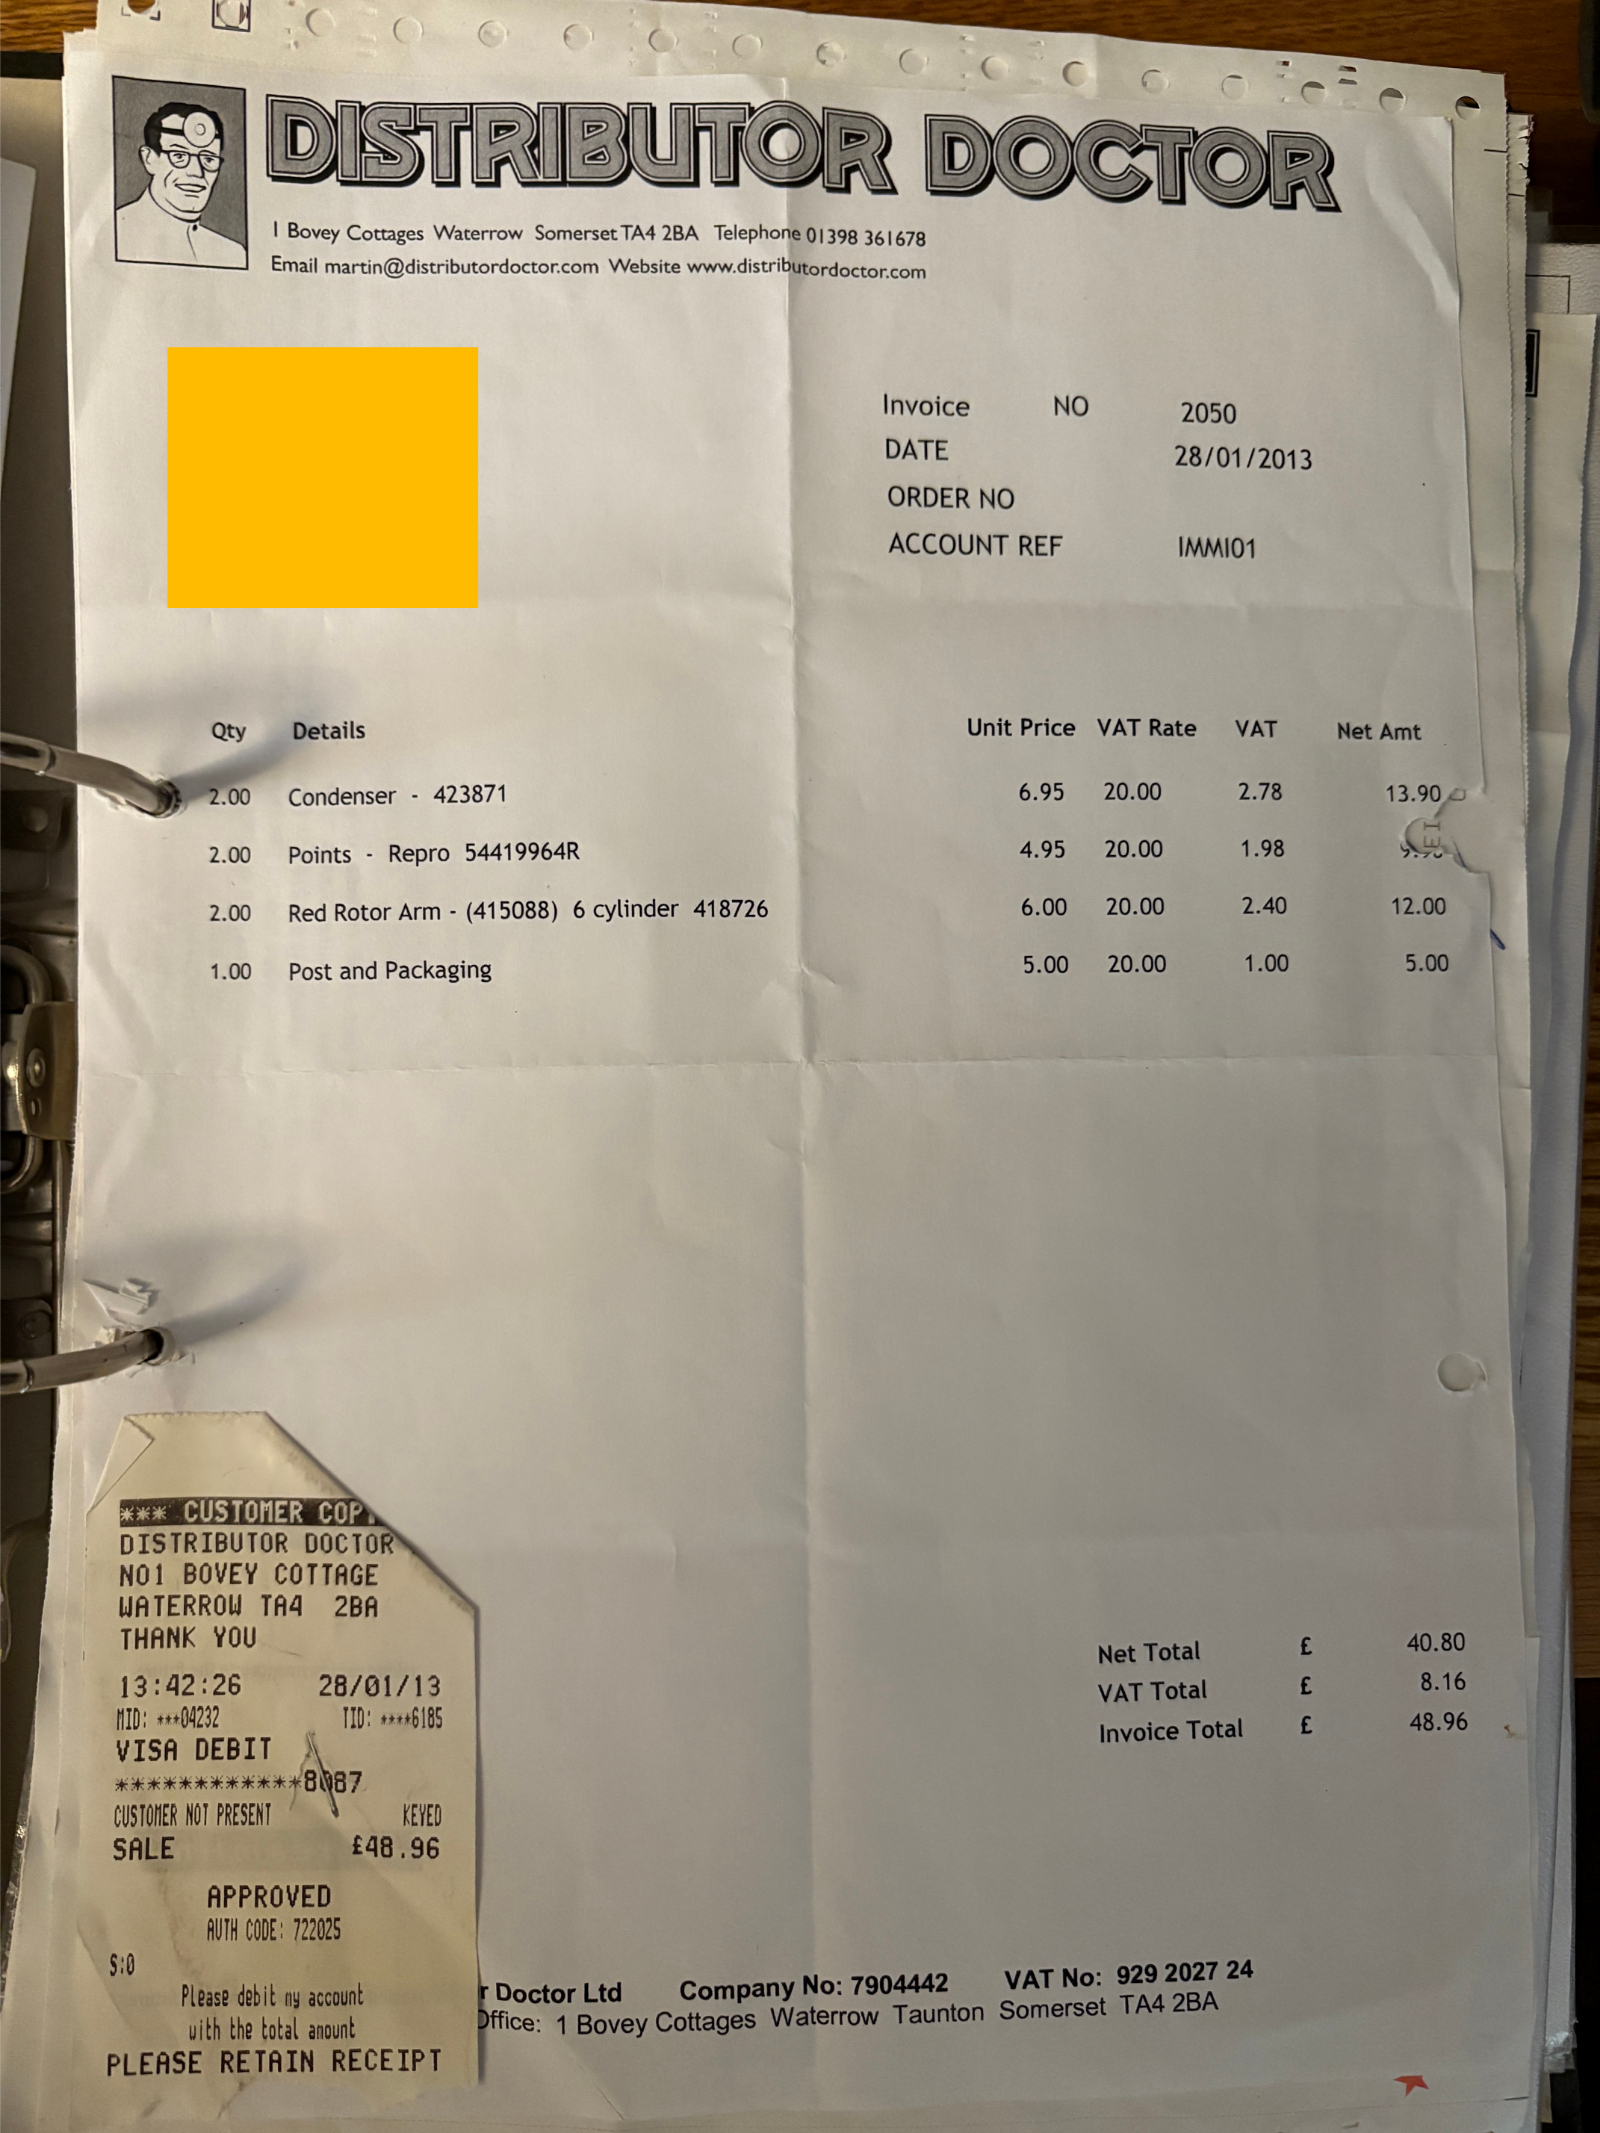 DISTRIBUTOR DOCTOR
1 Bovey Cottages Waterrow Somerset TA4 2BA Telephone 01398 361678
Email martin@distributordoctor.com Website www.distributordoctor.com
Invoice NO 2050
DATE 28/01/2013
ORDER NO
ACCOUNT REF IMMI01
Qty Details Unit Price VAT Rate VAT Net Amt
2.00 Condenser - 423871 6.95 20.00 2.78 13.90
2.00 Points - Repro 54419964R 4.95 20.00 1.98
2.00 Red Rotor Arm - (415088) 6 cylinder 418726 6.00 20.00 2.40 12.00
1.00 Post and Packaging 5.00 20.00 1.00 5.00
Net Total £ 40.80
VAT Total £ 8.16
Invoice Total £ 48.96
*** CUSTOMER COP
DISTRIBUTOR DOCTOR
NO1 BOVEY COTTAGE
WATERROW TA4 2BA
THANK YOU
13:42:26 28/01/13
MID: ***04232 TID: ****6185
VISA DEBIT
************8087
CUSTOMER NOT PRESENT KEYED
SALE £48.96
APPROVED
AUTH CODE: 722025
S:0
Please debit my account
with the total amount
PLEASE RETAIN RECEIPT
r Doctor Ltd Company No: 7904442 VAT No: 929 2027 24
Office: 1 Bovey Cottages Waterrow Taunton Somerset TA4 2BA